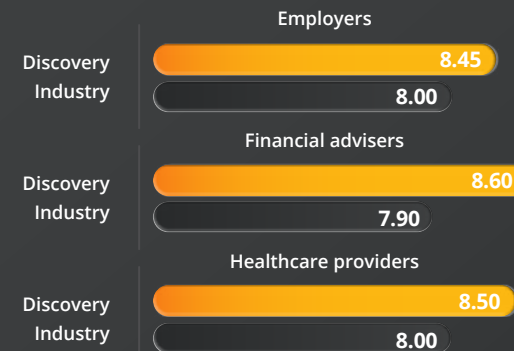 Employers
Discovery 8.45
Industry 8.00
Financial advisers
Discovery 8.60
Industry 7.90
Healthcare providers
Discovery 8.50
Industry 8.00